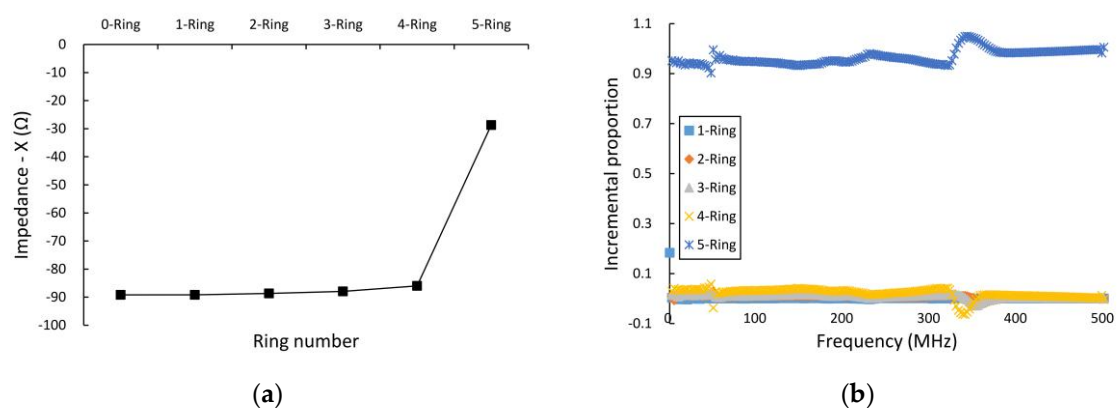 0-Ring 1-Ring 2-Ring 3-Ring 4-Ring 5-Ring
0
-10
-20
-30
-40
-50
-60
-70
-80
-90
-100
Impedance - X (Ω)
Ring number
(a)
1.1
0.9
0.7
0.5
0.3
0.1
-0.1
Incremental proportion
1-Ring
2-Ring
3-Ring
4-Ring
5-Ring
0 100 200 300 400 500
Frequency (MHz)
(b)